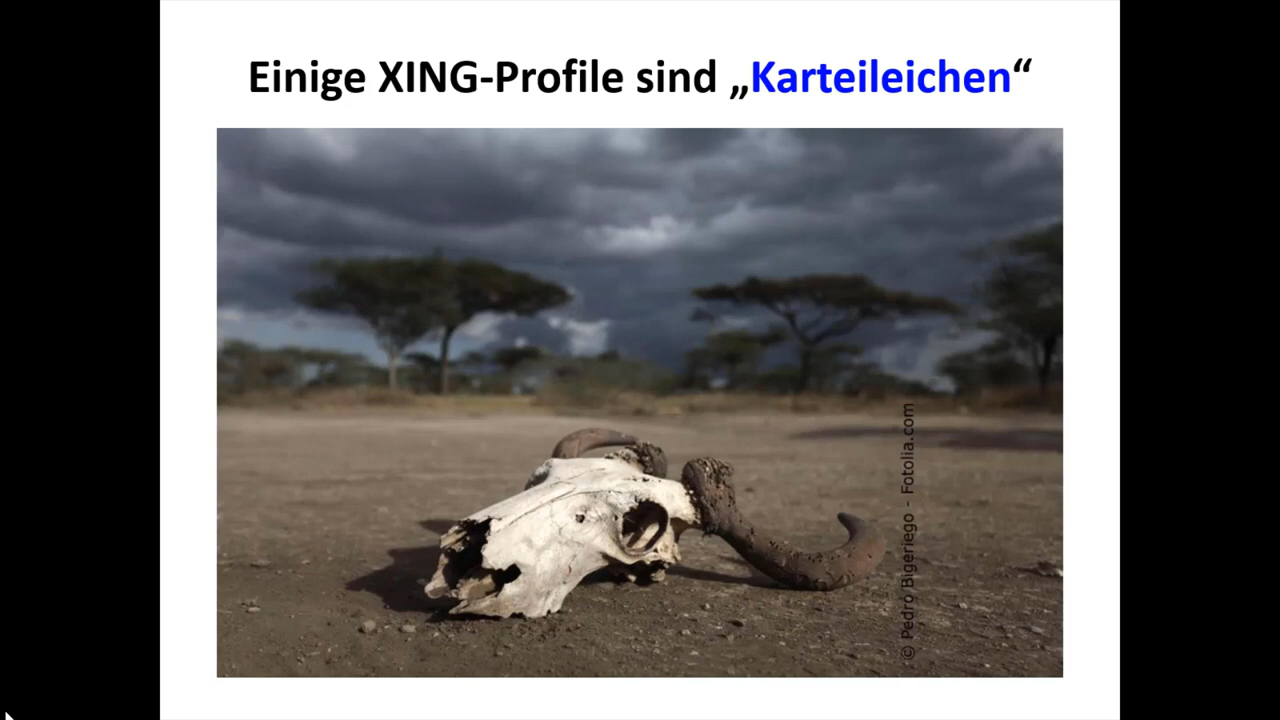 Einige XING-Profile sind „Karteileichen“
© Pedro Bigeriego - Fotolia.com